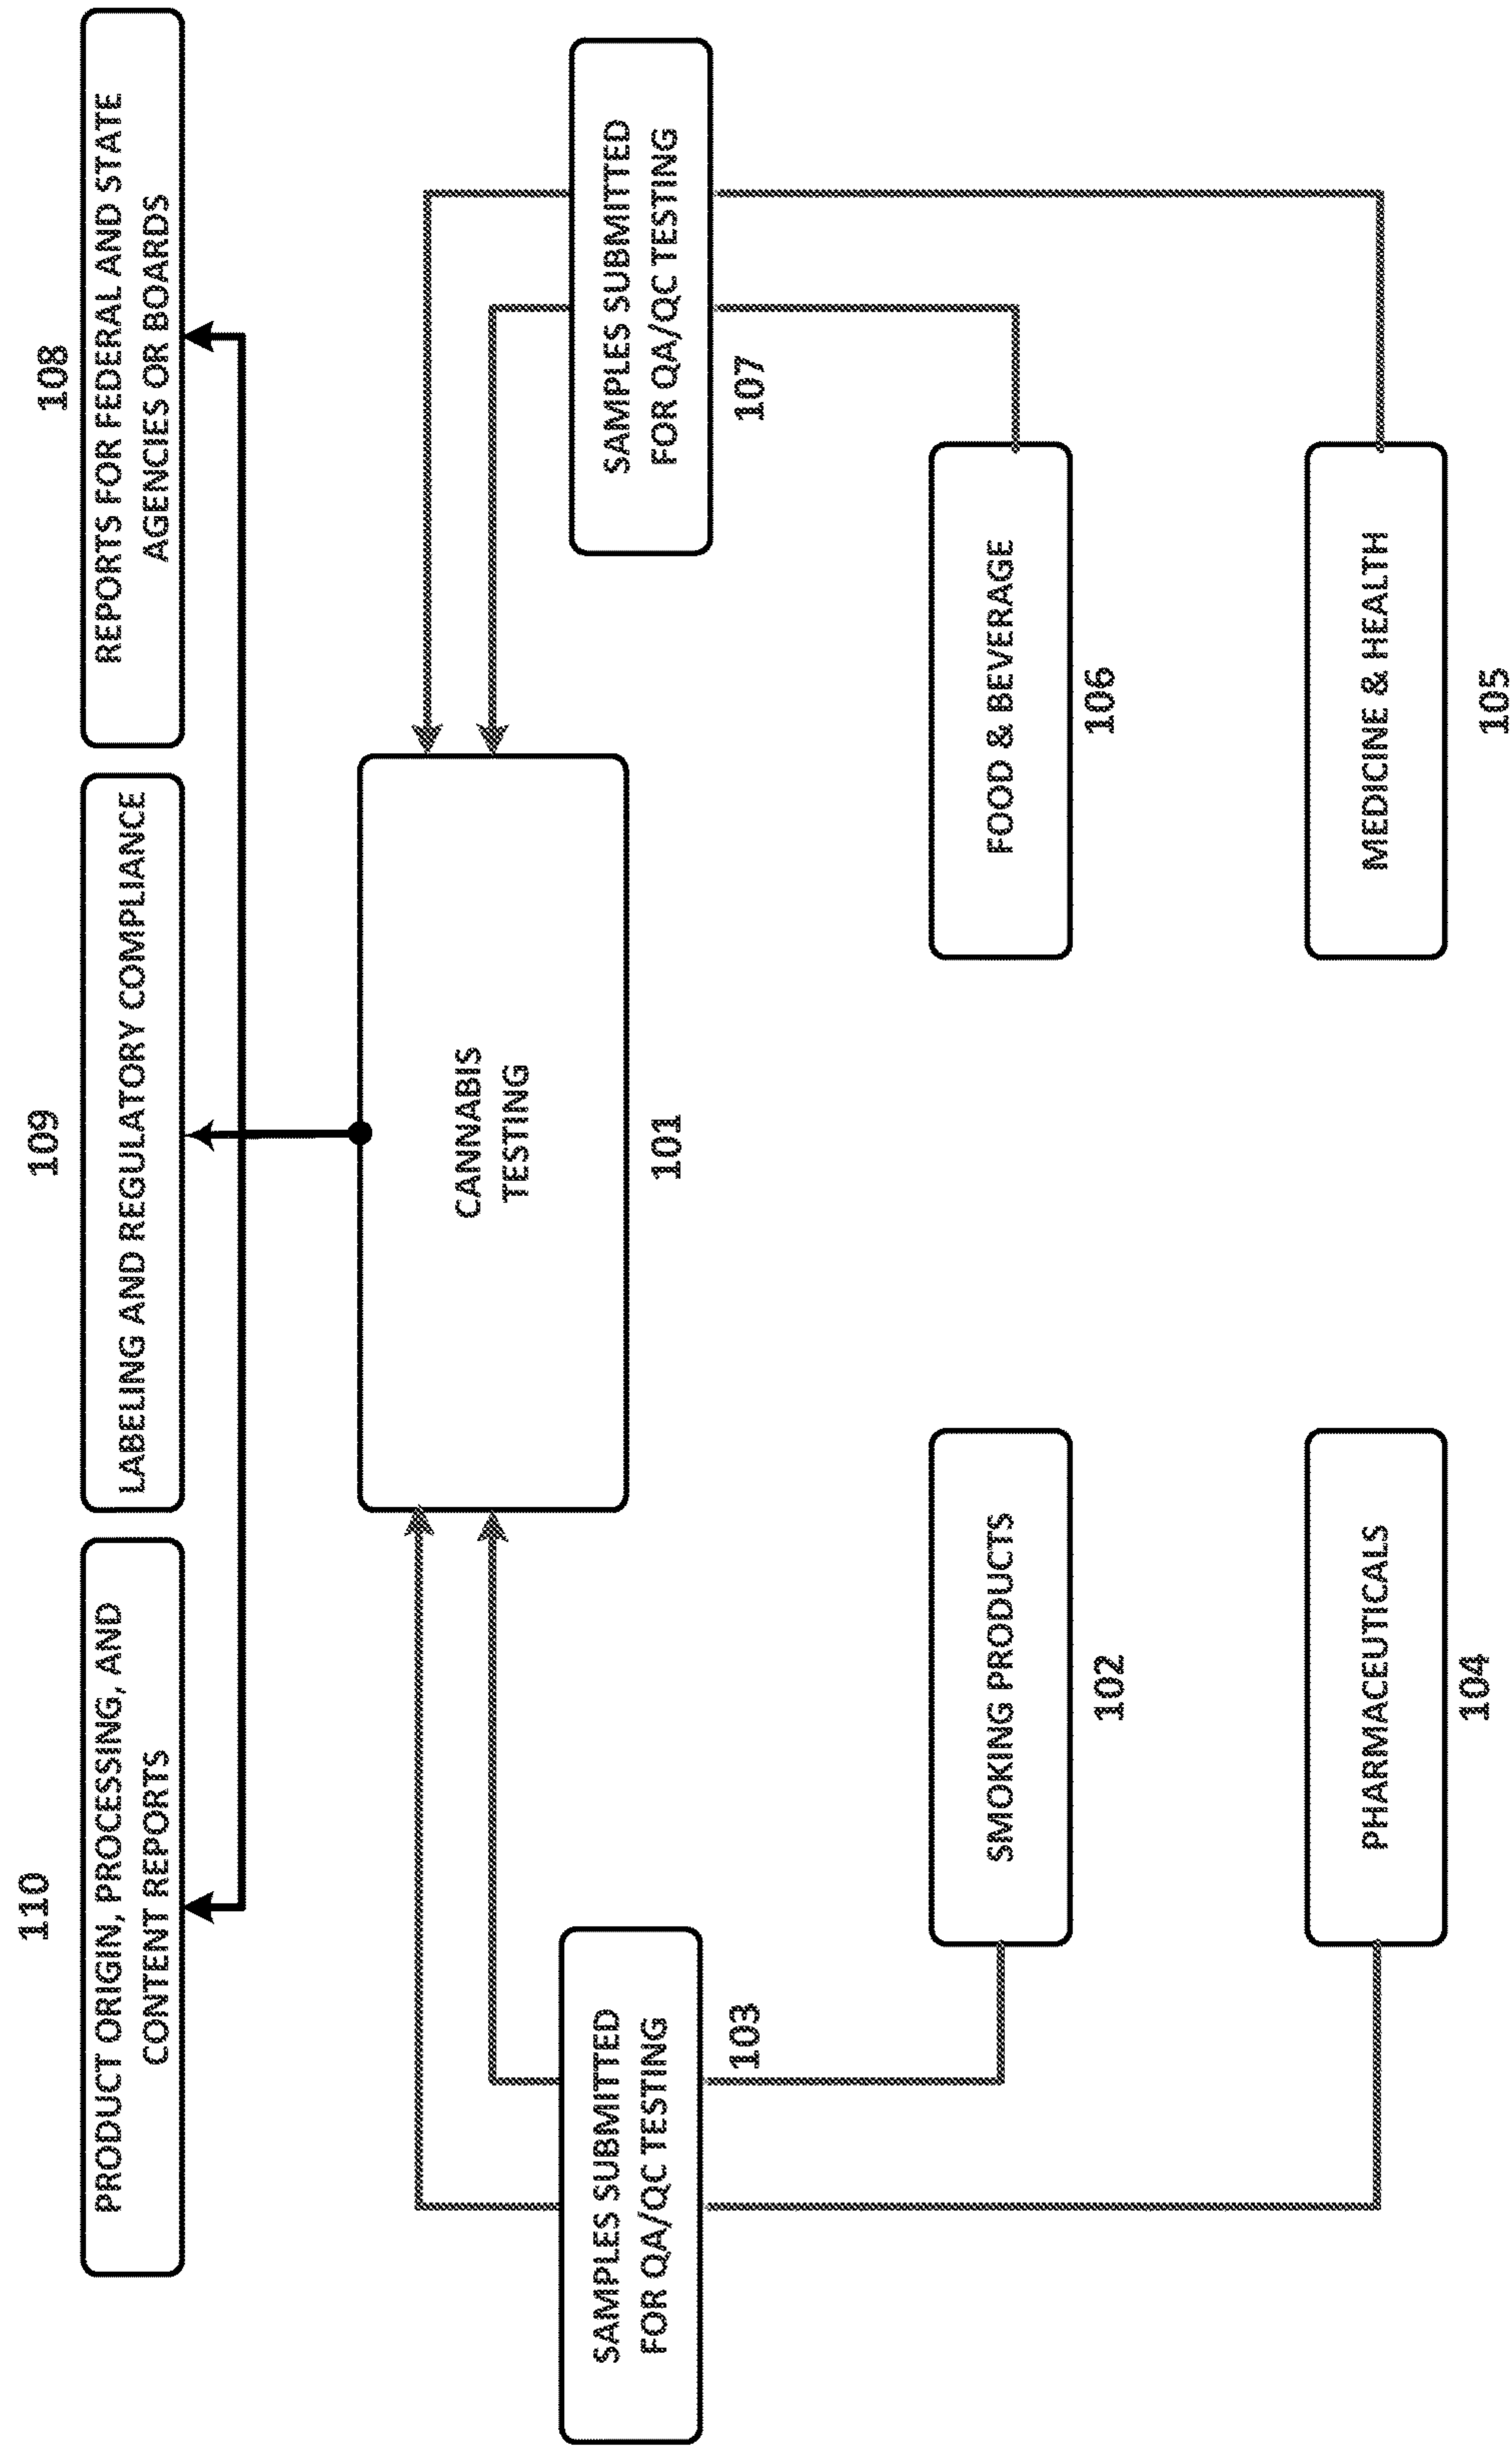 110
PRODUCT ORIGIN, PROCESSING, AND
CONTENT REPORTS
109
LABELING AND REGULATORY COMPLIANCE
108
REPORTS FOR FEDERAL AND STATE
AGENCIES OR BOARDS
CANNABIS
TESTING
101
SAMPLES SUBMITTED
FOR QA/QC TESTING
103
SAMPLES SUBMITTED
FOR QA/QC TESTING
107
SMOKING PRODUCTS
102
FOOD & BEVERAGE
106
PHARMACEUTICALS
104
MEDICINE & HEALTH
105